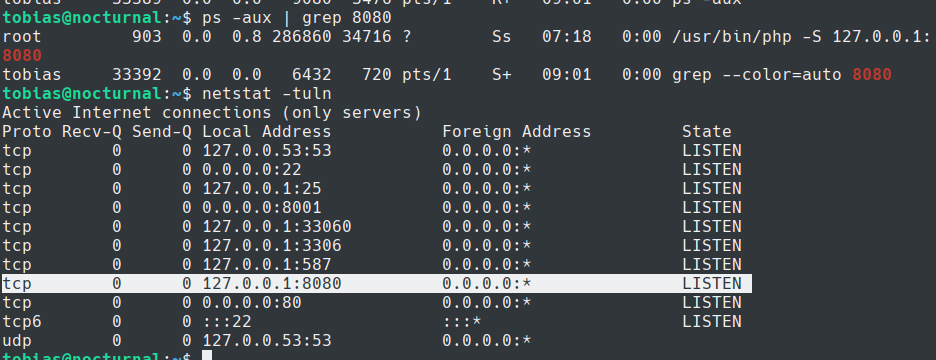 tobias@nocturnal:~$ ps -aux | grep 8080
root         903  0.0  0.8 286860 34716 ?        Ss   07:18   0:00 /usr/bin/php -S 127.0.0.1:
8080
tobias     33392  0.0  0.0   6432   720 pts/1    S+   09:01   0:00 grep --color=auto 8080
tobias@nocturnal:~$ netstat -tuln
Active Internet connections (only servers)
Proto Recv-Q Send-Q Local Address           Foreign Address         State
tcp        0      0 127.0.0.53:53           0.0.0.0:*               LISTEN
tcp        0      0 0.0.0.0:22              0.0.0.0:*               LISTEN
tcp        0      0 127.0.0.1:25            0.0.0.0:*               LISTEN
tcp        0      0 0.0.0.0:8001            0.0.0.0:*               LISTEN
tcp        0      0 127.0.0.1:33060         0.0.0.0:*               LISTEN
tcp        0      0 127.0.0.1:3306          0.0.0.0:*               LISTEN
tcp        0      0 127.0.0.1:587           0.0.0.0:*               LISTEN
tcp        0      0 127.0.0.1:8080          0.0.0.0:*               LISTEN
tcp        0      0 0.0.0.0:80              0.0.0.0:*               LISTEN
tcp6       0      0 :::22                   :::*                    LISTEN
udp        0      0 127.0.0.53:53           0.0.0.0:*
tobias@nocturnal:~$